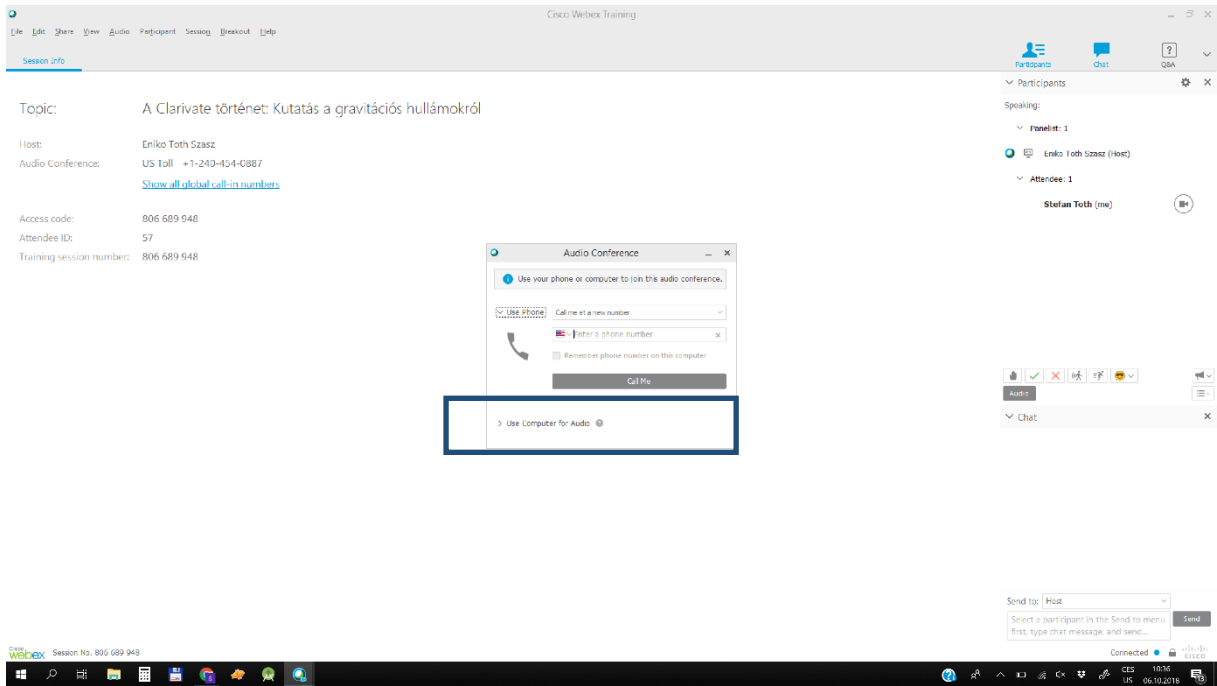 Cisco Webex Training
File Edit Share View Audio Participant Session Breakout Help
Session Info
Participants Chat Q&A
Participants
Speaking:
Topic: A Clarivate történet: Kutatás a gravitációs hullámokról
Panelist: 1
Host: Eniko Toth Szasz
Eniko Toth Szasz (Host)
Audio Conference: US Toll +1-240-454-0887
Show all global call-in numbers
Attendee: 1
Stefan Toth (me)
Access code: 806 689 948
Attendee ID: 57
Training session number: 806 689 948
Audio Conference
Use your phone or computer to join this audio conference.
Use Phone Call me at a new number
Enter a phone number
Remember phone number on this computer
Call Me
Use Computer for Audio
Audio
Chat
Send to: Host
Select a participant in the Send to menu
first, type chat message, and send...
Send
Cisco webex Session No. 806 689 948
Connected
cisco
CES 10:36
US 06.10.2018